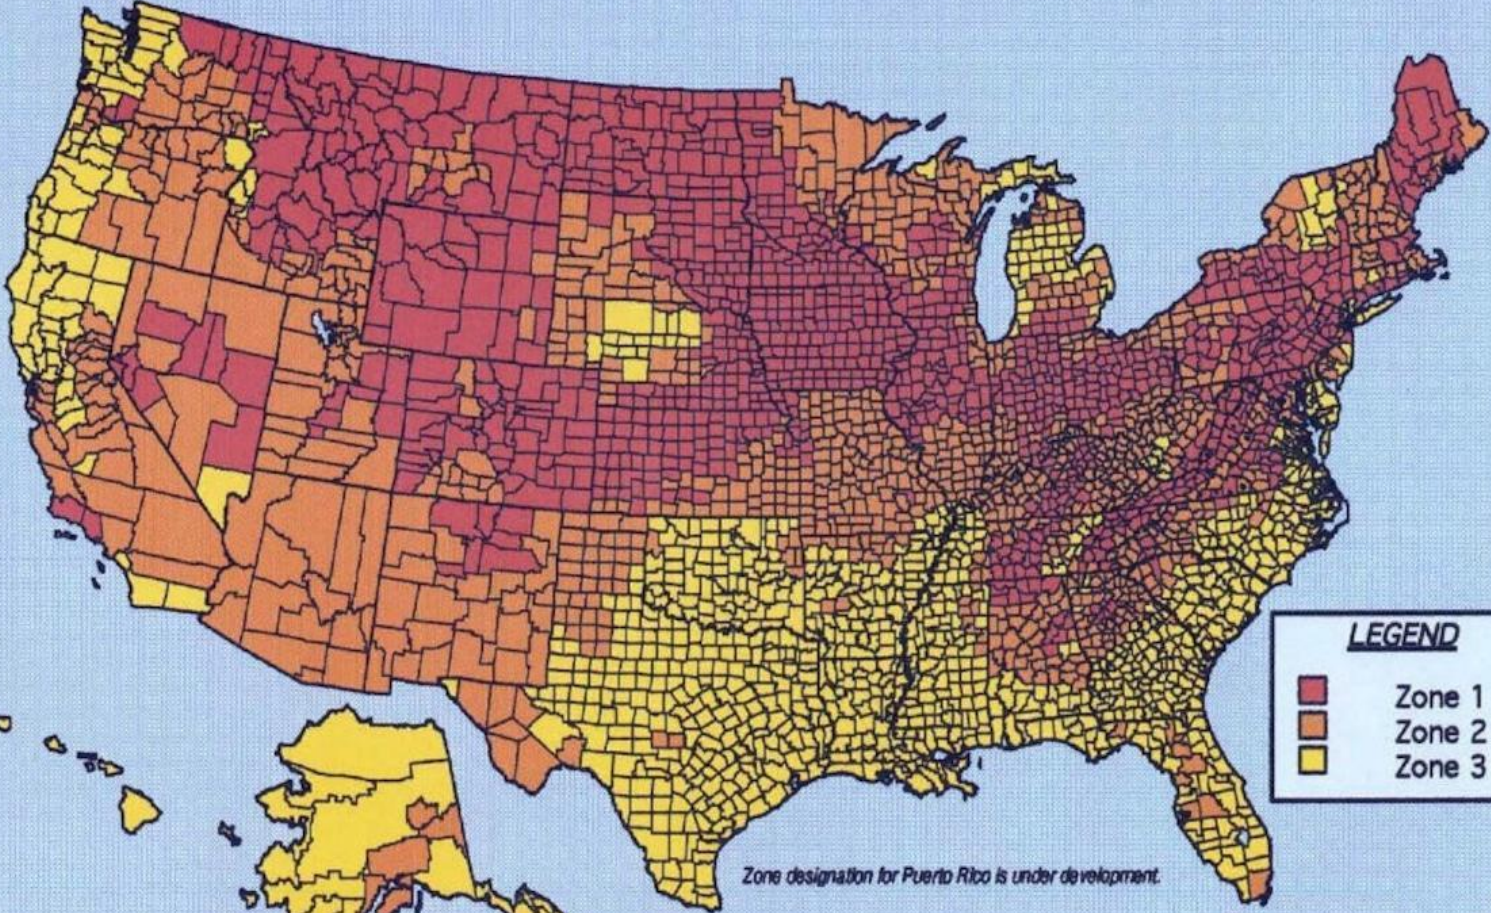 LEGEND
Zone 1
Zone 2
Zone 3
Zone designation for Puerto Rico is under development.